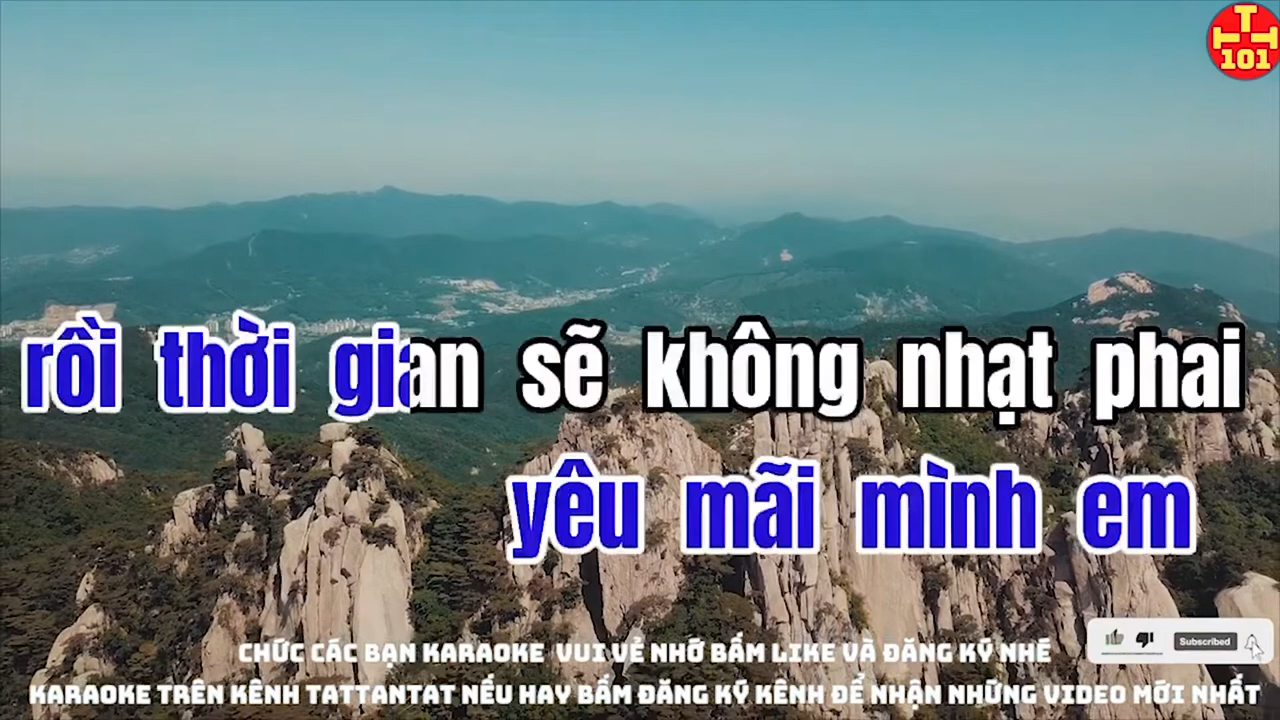 T
TT
101
rồi thời gian sẽ không nhạt phai
yêu mãi mình em
CHỮC CÁC BẠN KARAOKE VUI VẺ NHỚ BẤM LIKE VÀ ĐĂNG KÝ NHÉ
Subscribed
KARAOKE TRÊN KÊNH TATTANTAT NẾU HAY BẤM ĐĂNG KÝ KÊNH ĐỂ NHẬN NHỮNG VIDEO MỚI NHẤT